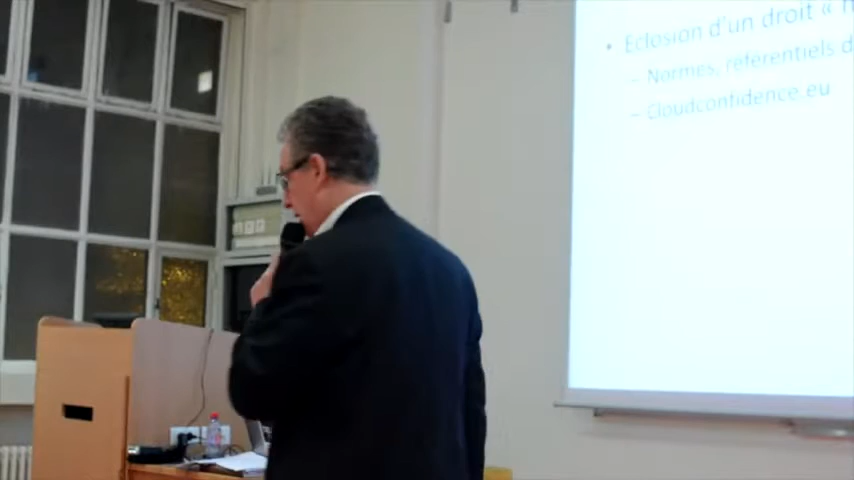 • Eclosion d'un droit «
– Normes, référentiels d
– Cloudconfidence.eu